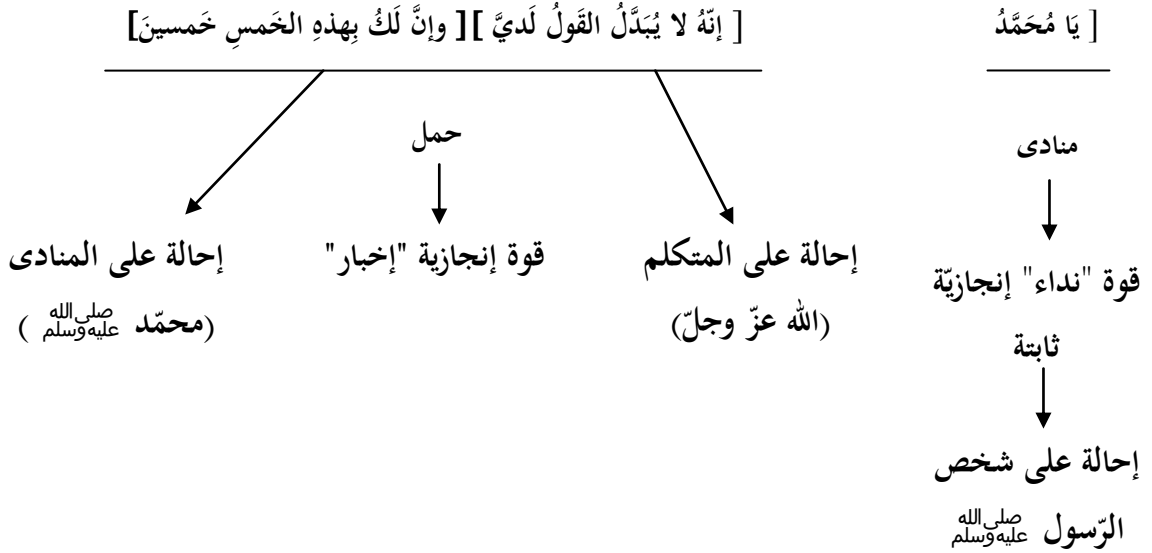 [ يَا مُحَمَّدُ [ إنّهُ لا يُبَدَّلُ القَولُ لَديَّ ][ وإنَّ لَكُ بِهذهِ الخَمسِ خَمسينَ]
منادى
حمل
قوة "نداء" إنجازيّة
ثابتة
إحالة على شخص
الرّسول صلى الله عليه وسلم
إحالة على المتكلم
(الله عزّ وجلّ)
قوة إنجازية "إخبار"
إحالة على المنادى
(محمّد صلى الله عليه وسلم )